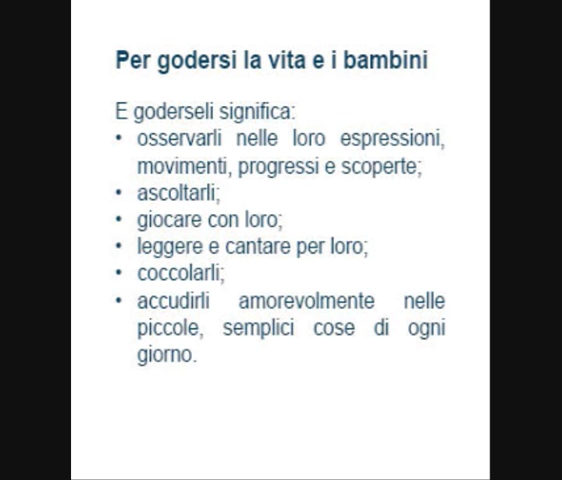 Per godersi la vita e i bambini
E goderseli significa:
• osservarli nelle loro espressioni,
movimenti, progressi e scoperte;
• ascoltarli;
• giocare con loro;
• leggere e cantare per loro;
• coccolarli;
• accudirli amorevolmente nelle
piccole, semplici cose di ogni
giorno.